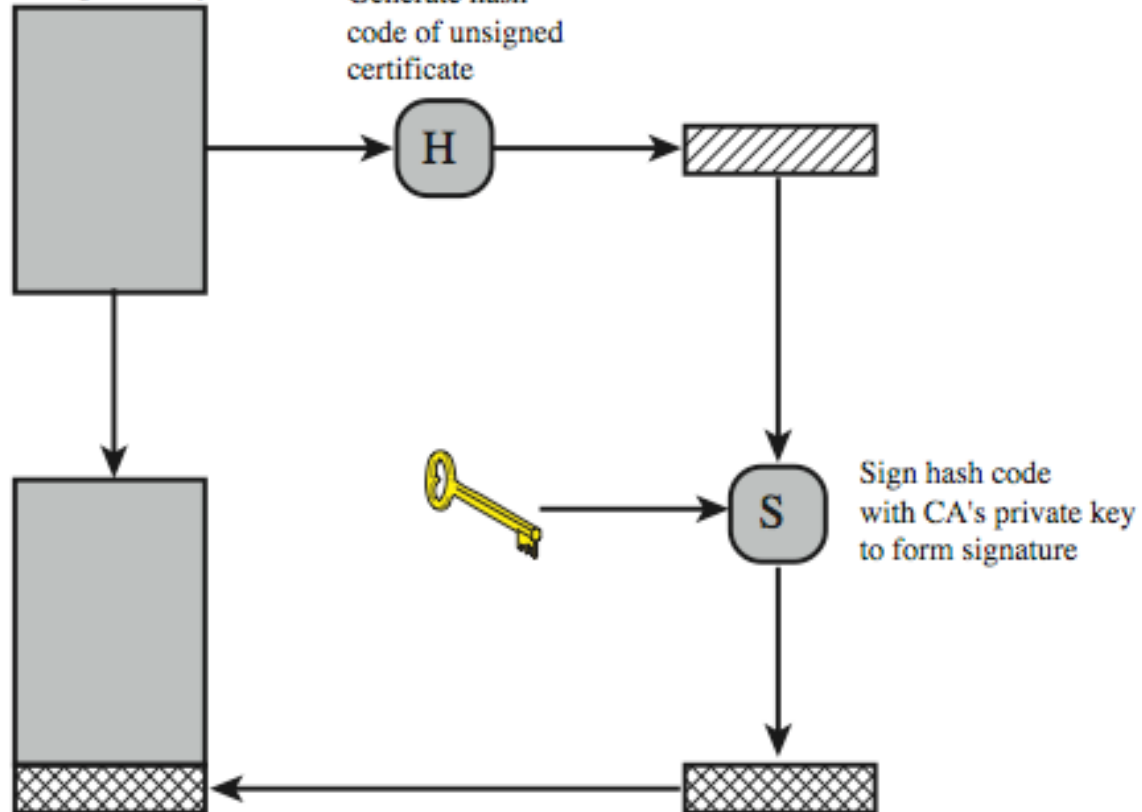 code of unsigned
certificate
H
Sign hash code
S
with CA's private key
to form signature